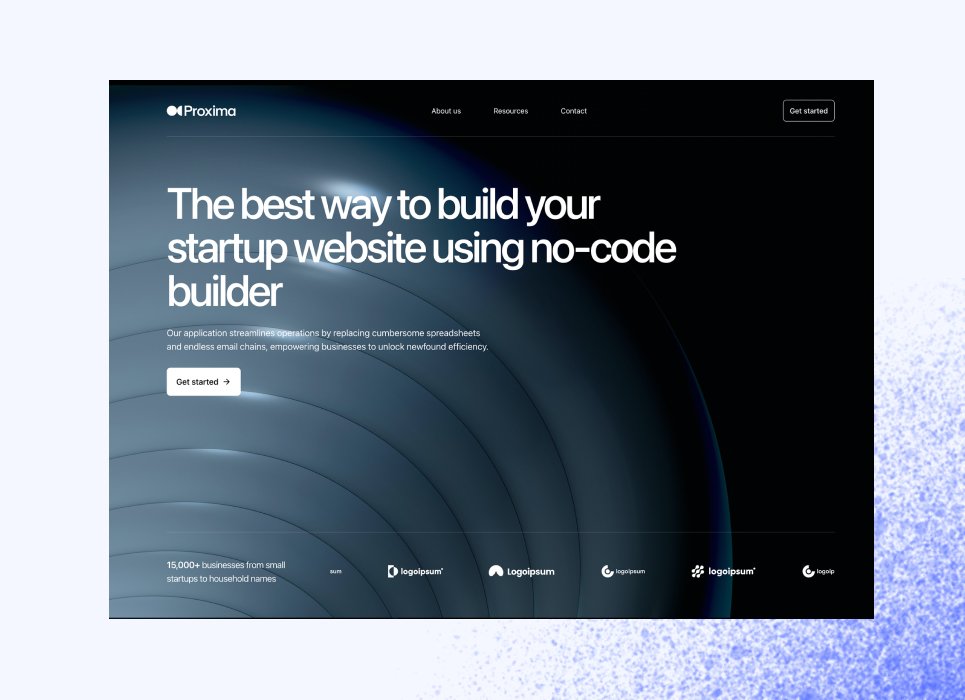 Proxima
About us
Resources
Contact
Get started
The best way to build your
startup website using no-code
builder
Our application streamlines operations by replacing cumbersome spreadsheets
and endless email chains, empowering businesses to unlock newfound efficiency.
Get started →
15,000+ businesses from small
startups to household names
sum
logoipsum®
Logoipsum
logoipsum
logoipsum®
logoip